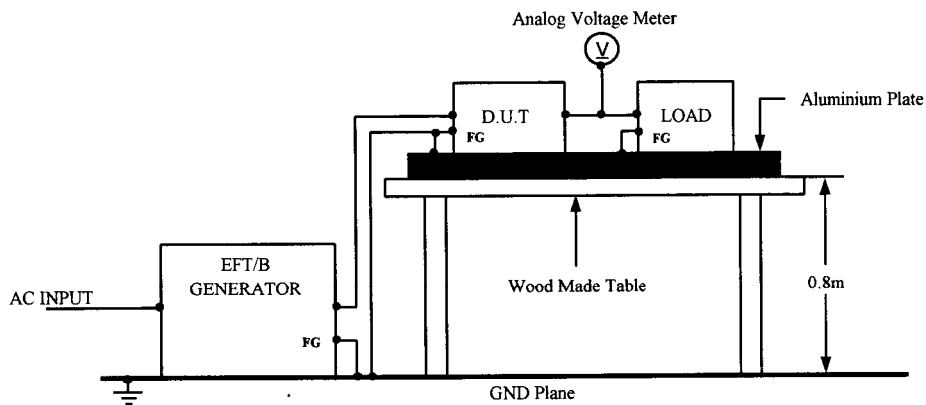 Analog Voltage Meter
V
D.U.T
FG
LOAD
FG
Aluminium Plate
EFT/B
GENERATOR
FG
AC INPUT
Wood Made Table
0.8m
GND Plane